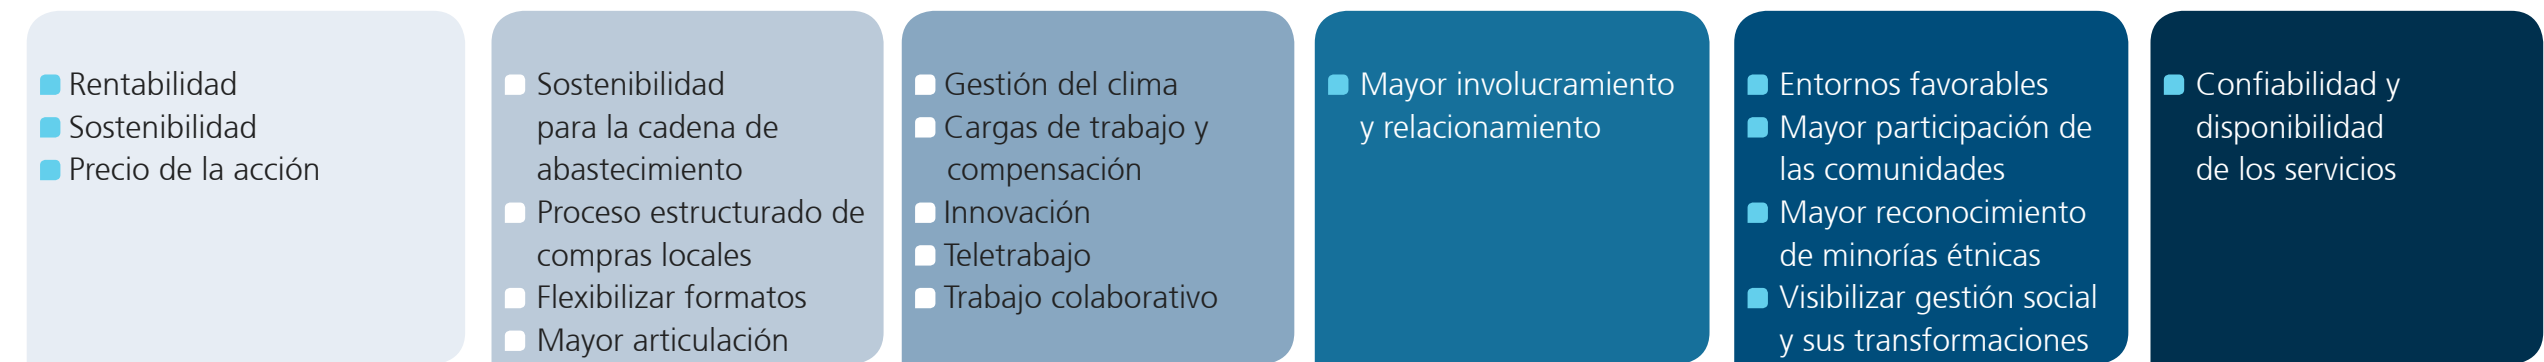 Rentabilidad
Sostenibilidad
Precio de la acción
Sostenibilidad
para la cadena de
abastecimiento
Proceso estructurado de
compras locales
Flexibilizar formatos
Mayor articulación
Gestión del clima
Cargas de trabajo y
compensación
Innovación
Teletrabajo
Trabajo colaborativo
Mayor involucramiento
y relacionamiento
Entornos favorables
Mayor participación de
las comunidades
Mayor reconocimiento
de minorías étnicas
Visibilizar gestión social
y sus transformaciones
Confiabilidad y
disponibilidad
de los servicios